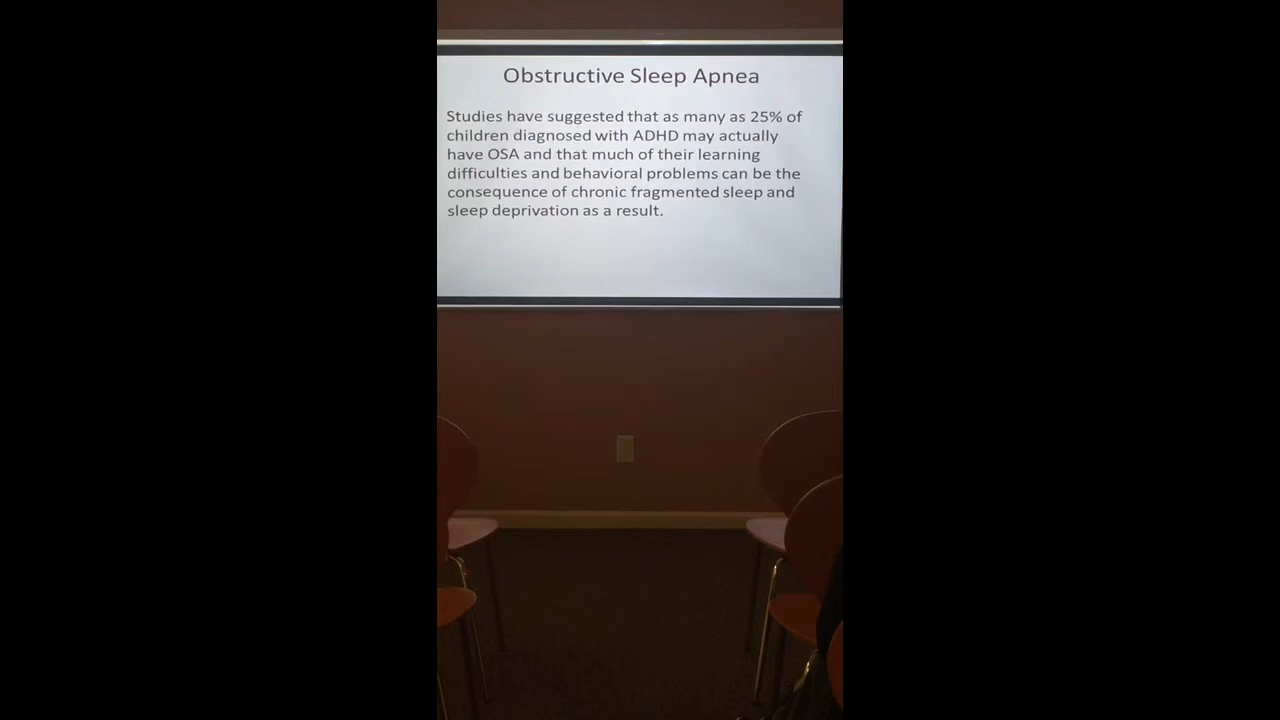 Obstructive Sleep Apnea
Studies have suggested that as many as 25% of
children diagnosed with ADHD may actually
have OSA and that much of their learning
difficulties and behavioral problems can be the
consequence of chronic fragmented sleep and
sleep deprivation as a result.